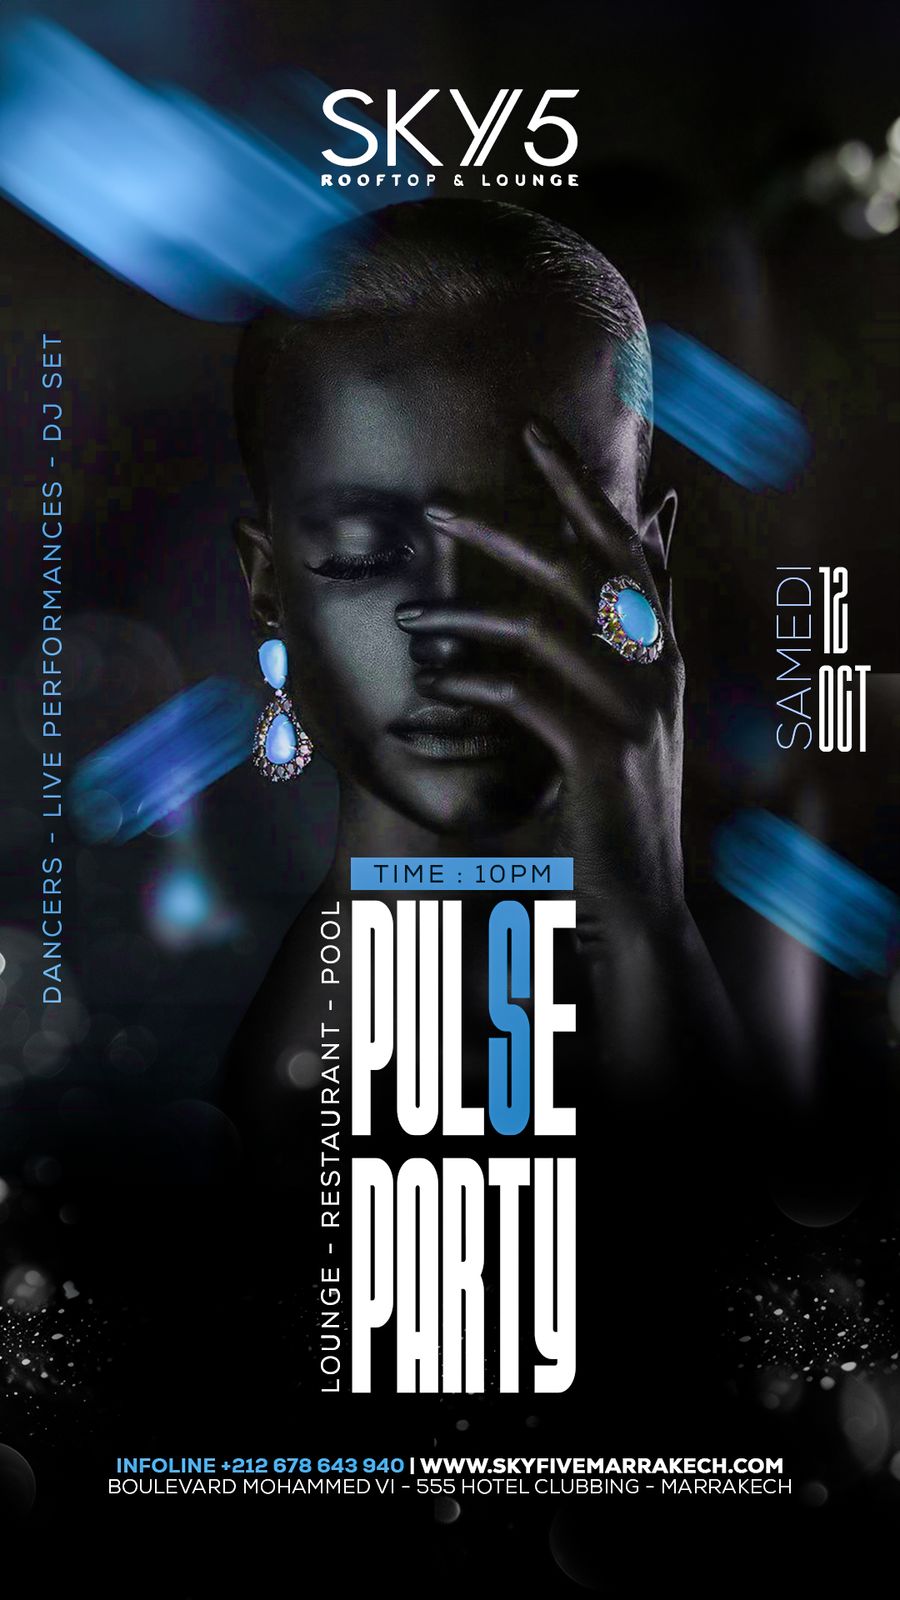 SKY5
ROOFTOP & LOUNGE
DANCERS - LIVE PERFORMANCES - DJ SET
SAMEDI
12
OCT
TIME : 10PM
LOUNGE - RESTAURANT - POOL
PULSE
PARTY
INFOLINE +212 678 643 940 | WWW.SKYFIVEMARRAKECH.COM
BOULEVARD MOHAMMED VI - 555 HOTEL CLUBBING - MARRAKECH